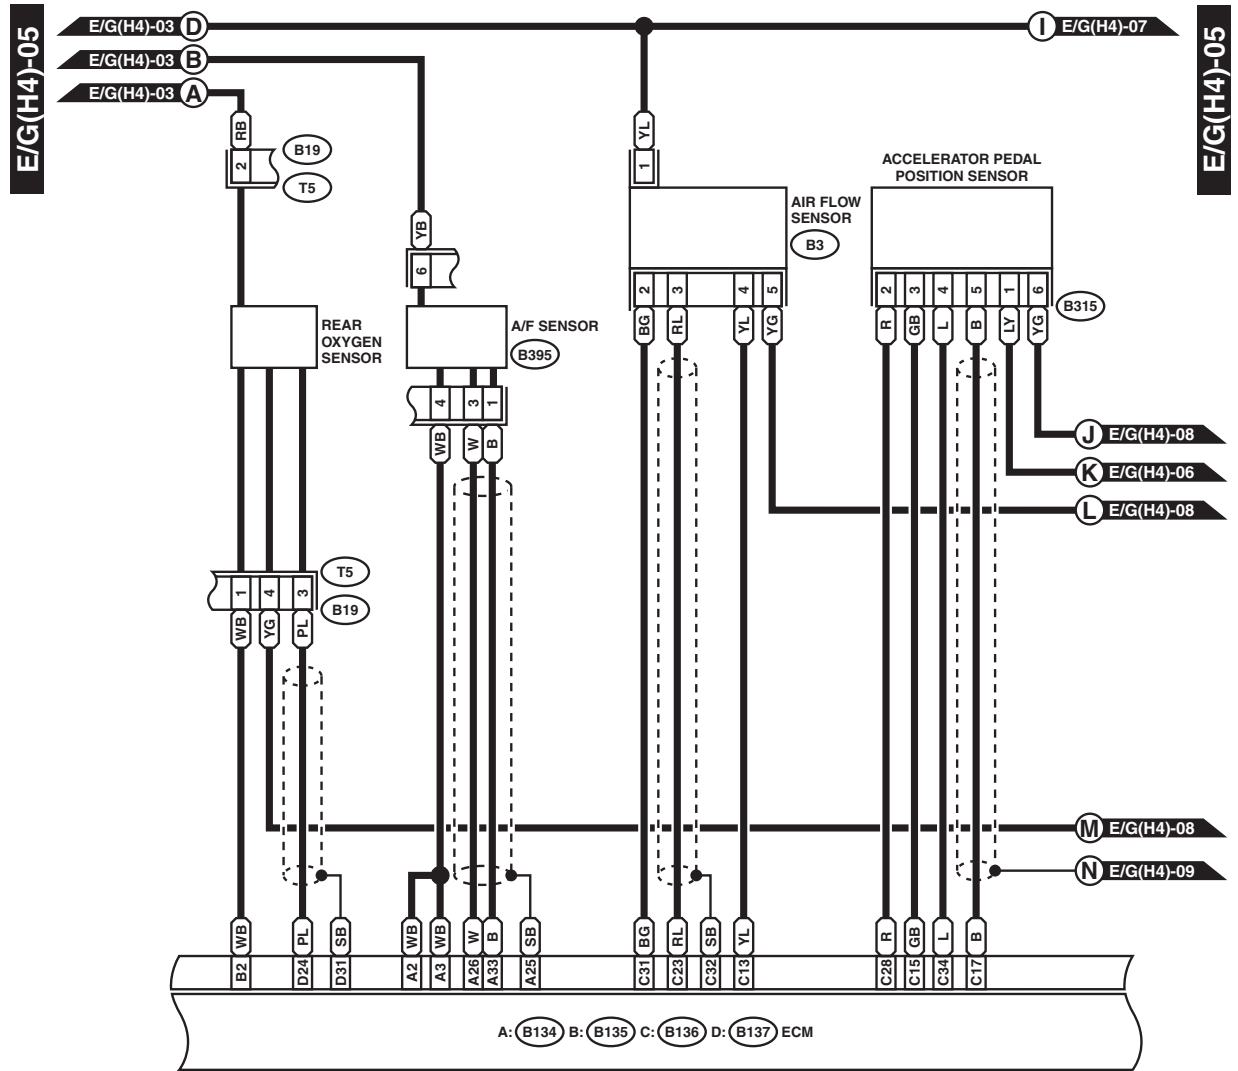 E/G(H4)-05
E/G(H4)-05
E/G(H4)-03 D
I E/G(H4)-07
E/G(H4)-03 B
E/G(H4)-03 A
RB
2
B19
T5
YL
1
ACCELERATOR PEDAL
POSITION SENSOR
AIR FLOW
SENSOR
B3
YB
6
2 3 4 5
2 3 4 5 1 6
B315
BG RL YL YG
R GB L B LY YG
REAR
OXYGEN
SENSOR
A/F SENSOR
B395
4 3 1
WB W B
J E/G(H4)-08
K E/G(H4)-06
L E/G(H4)-08
T5
1 4 3
B19
WB YG PL
M E/G(H4)-08
N E/G(H4)-09
WB PL SB WB WB W B SB BG RL SB YL R GB L B
B2 D24 D31 A2 A3 A26 A33 A25 C31 C23 C32 C13 C28 C15 C34 C17
A: B134 B: B135 C: B136 D: B137 ECM